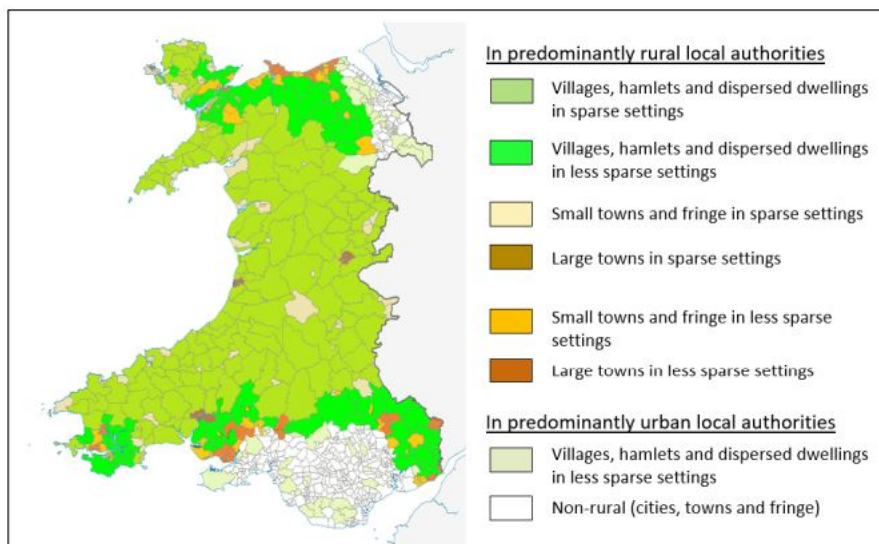 In predominantly rural local authorities
Villages, hamlets and dispersed dwellings
in sparse settings
Villages, hamlets and dispersed dwellings
in less sparse settings
Small towns and fringe in sparse settings
Large towns in sparse settings
Small towns and fringe in less sparse
settings
Large towns in less sparse settings
In predominantly urban local authorities
Villages, hamlets and dispersed dwellings
in less sparse settings
Non-rural (cities, towns and fringe)